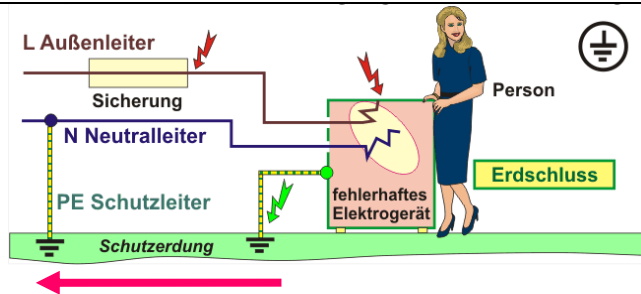 L Außenleiter
Sicherung
N Neutralleiter
PE Schutzleiter
Schutzerdung
fehlerhaftes
Elektrogerät
Person
Erdschluss